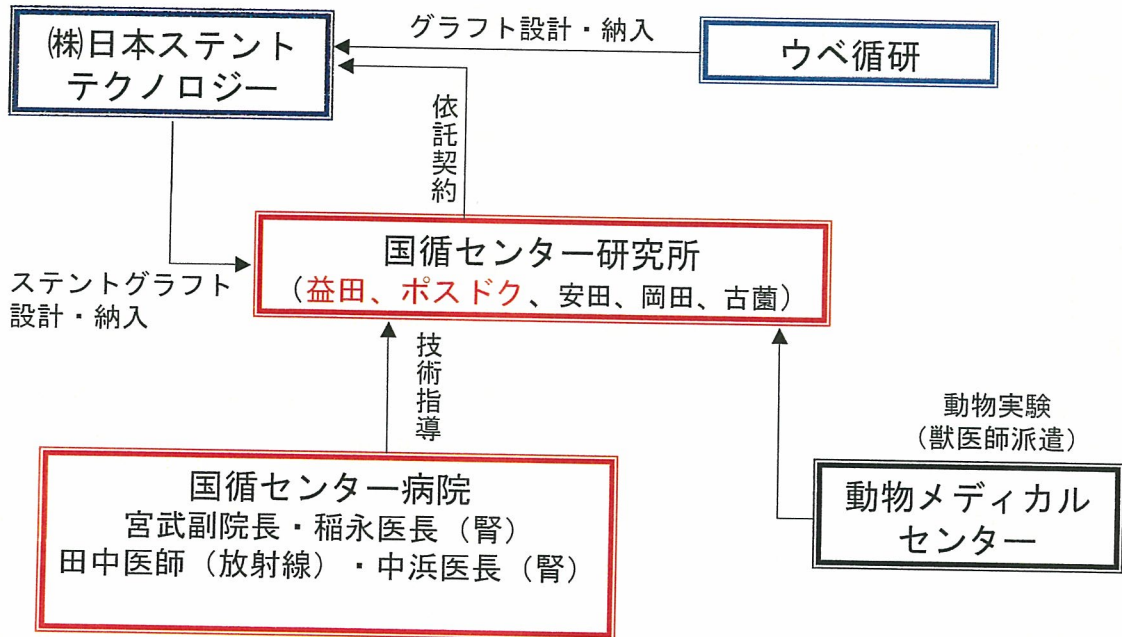 ㈱日本ステント
テクノロジー
グラフト設計・納入
ウベ循研
依託契約
国循センター研究所
（益田、ポスドク、安田、岡田、古薗）
ステントグラフト
設計・納入
技術指導
動物実験
（獣医師派遣）
国循センター病院
宮武副院長・稲永医長（腎）
田中医師（放射線）・中浜医長（腎）
動物メディカル
センター